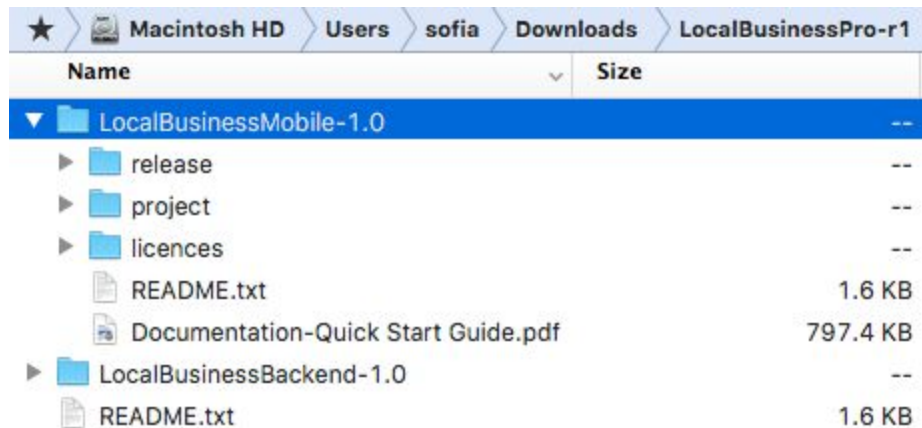 Macintosh HD Users sofia Downloads LocalBusinessPro-r1
Name Size
LocalBusinessMobile-1.0 --
release --
project --
licences --
README.txt 1.6 KB
Documentation-Quick Start Guide.pdf 797.4 KB
LocalBusinessBackend-1.0 --
README.txt 1.6 KB